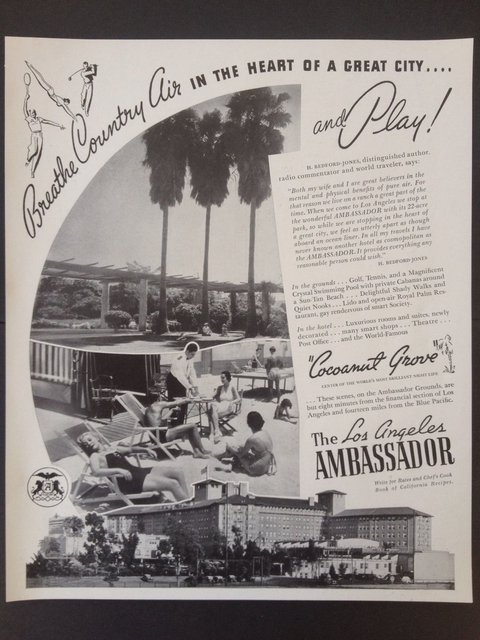 Breathe Country Air IN THE HEART OF A GREAT CITY....
and Play!
H. BEDFORD-JONES, distinguished author,
radio commentator and world traveler, says:
"Both my wife and I are great believers in the
mental and physical benefits of pure air. For
that reason we live on a ranch a great part of the
time. When we come to Los Angeles we stop at
the wonderful AMBASSADOR with its 22-acre
park, so while we are stopping in the heart of
a great city, we feel as utterly apart as though
aboard an ocean liner. In all my travels I have
never known another hotel as cosmopolitan as
the AMBASSADOR. It provides everything any
reasonable person could wish."
H. BEDFORD JONES
In the grounds . . . Golf, Tennis, and a Magnificent
Crystal Swimming Pool with private Cabanas around
a Sun-Tan Beach . . . Delightful Shady Walks and
Quiet Nooks . . . Lido and open-air Royal Palm Res-
taurant, gay rendezvous of smart Society.
In the hotel . . . Luxurious rooms and suites, newly
decorated . . . many smart shops . . . Theatre . . .
Post Office . . . and the World-Famous
"Cocoanut Grove"
CENTER OF THE WORLD'S MOST BRILLIANT NIGHT LIFE
. . . These scenes, on the Ambassador Grounds, are
but eight minutes from the financial section of Los
Angeles and fourteen miles from the Blue Pacific.
The Los Angeles
AMBASSADOR
Write for Rates and Chef's Cook
Book of California Recipes.